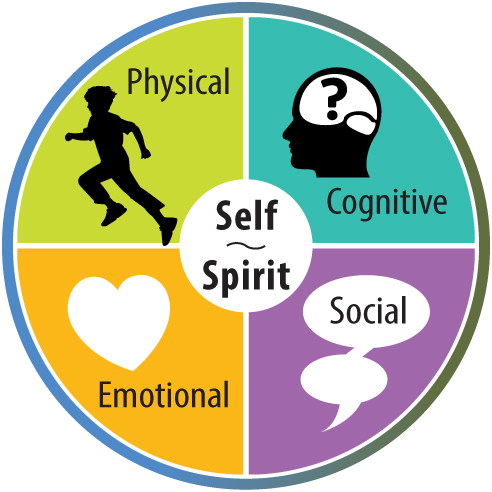 Physical
?
Cognitive
Self
~
Spirit
Social
Emotional